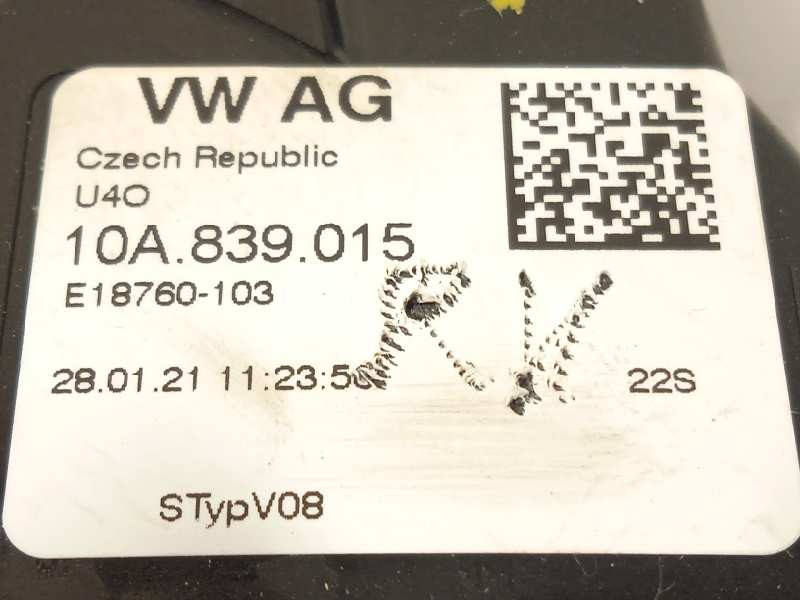 VW AG
Czech Republic
U4O
10A.839.015
E18760-103
RK
28.01.21 11:23:5
22S
STypV08